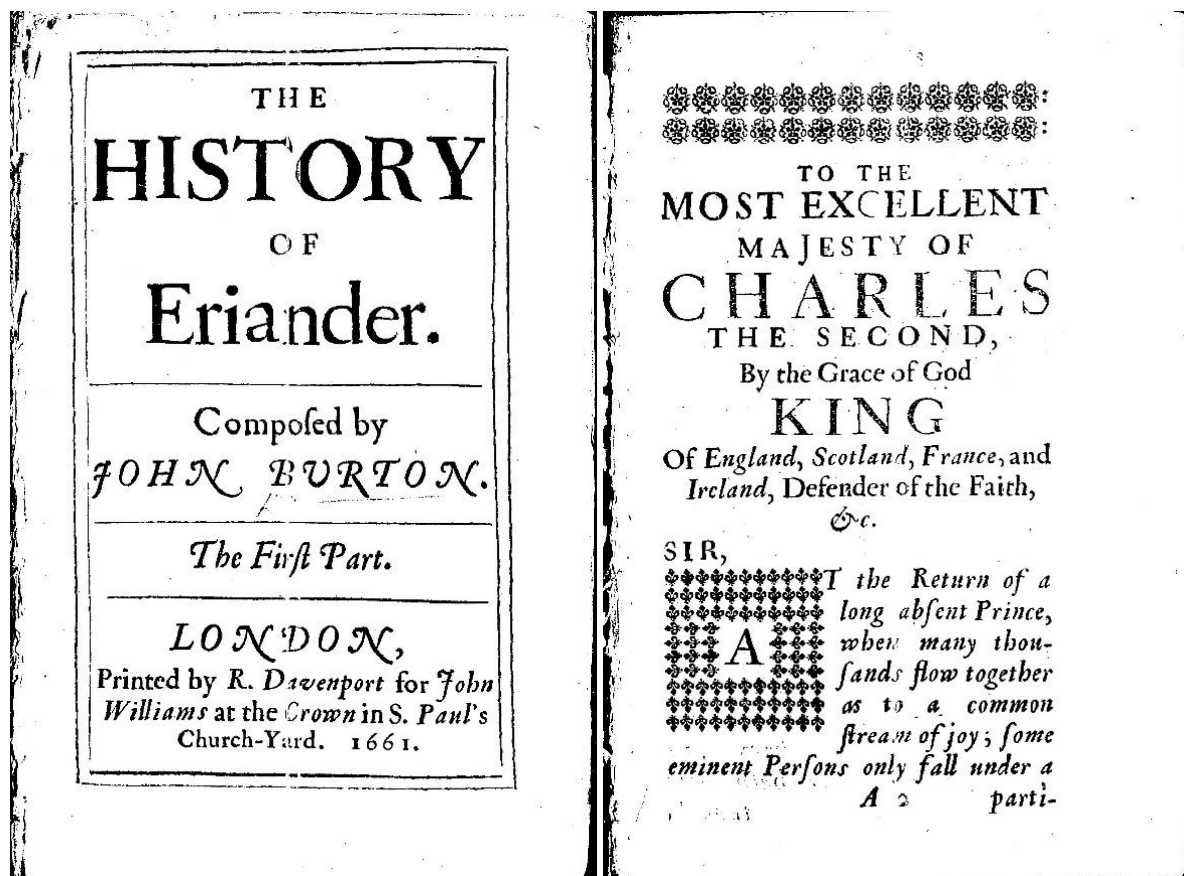 THE
HISTORY
OF
Eriander.
Compoſed by
JOHN BURTON.
The Firſt Part.
LONDON,
Printed by R. Davenport for John
Williams at the Crown in S. Paul's
Church-Yard. 1661.
TO THE
MOST EXCELLENT
MAJESTY OF
CHARLES
THE SECOND,
By the Grace of God
KING
Of England, Scotland, France, and
Ireland, Defender of the Faith,
&c.
SIR,
AT the Return of a
long abſent Prince,
when many thou-
ſands flow together
as to a common
ſtream of joy; ſome
eminent Perſons only fall under a
A 2 parti-